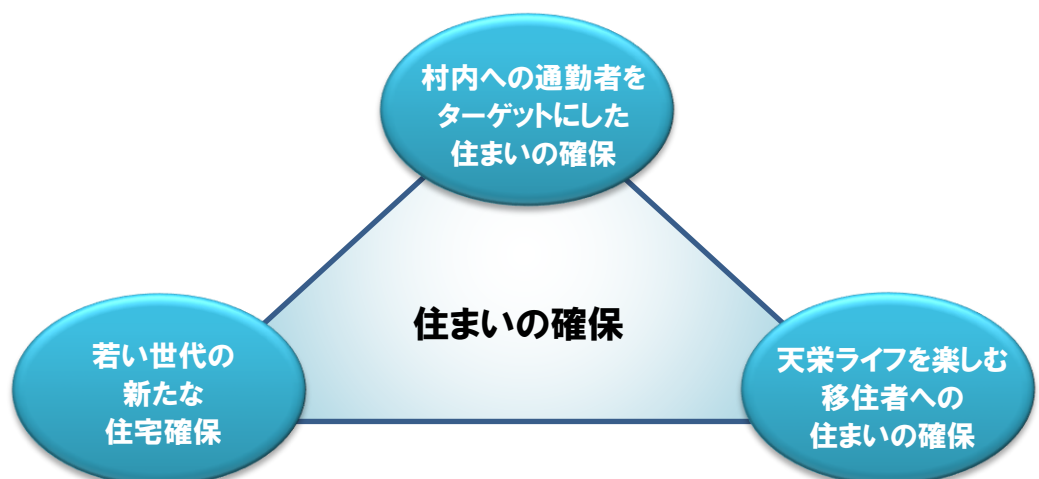 村内への通勤者を
ターゲットにした
住まいの確保
住まいの確保
若い世代の
新たな
住宅確保
天栄ライフを楽しむ
移住者への
住まいの確保